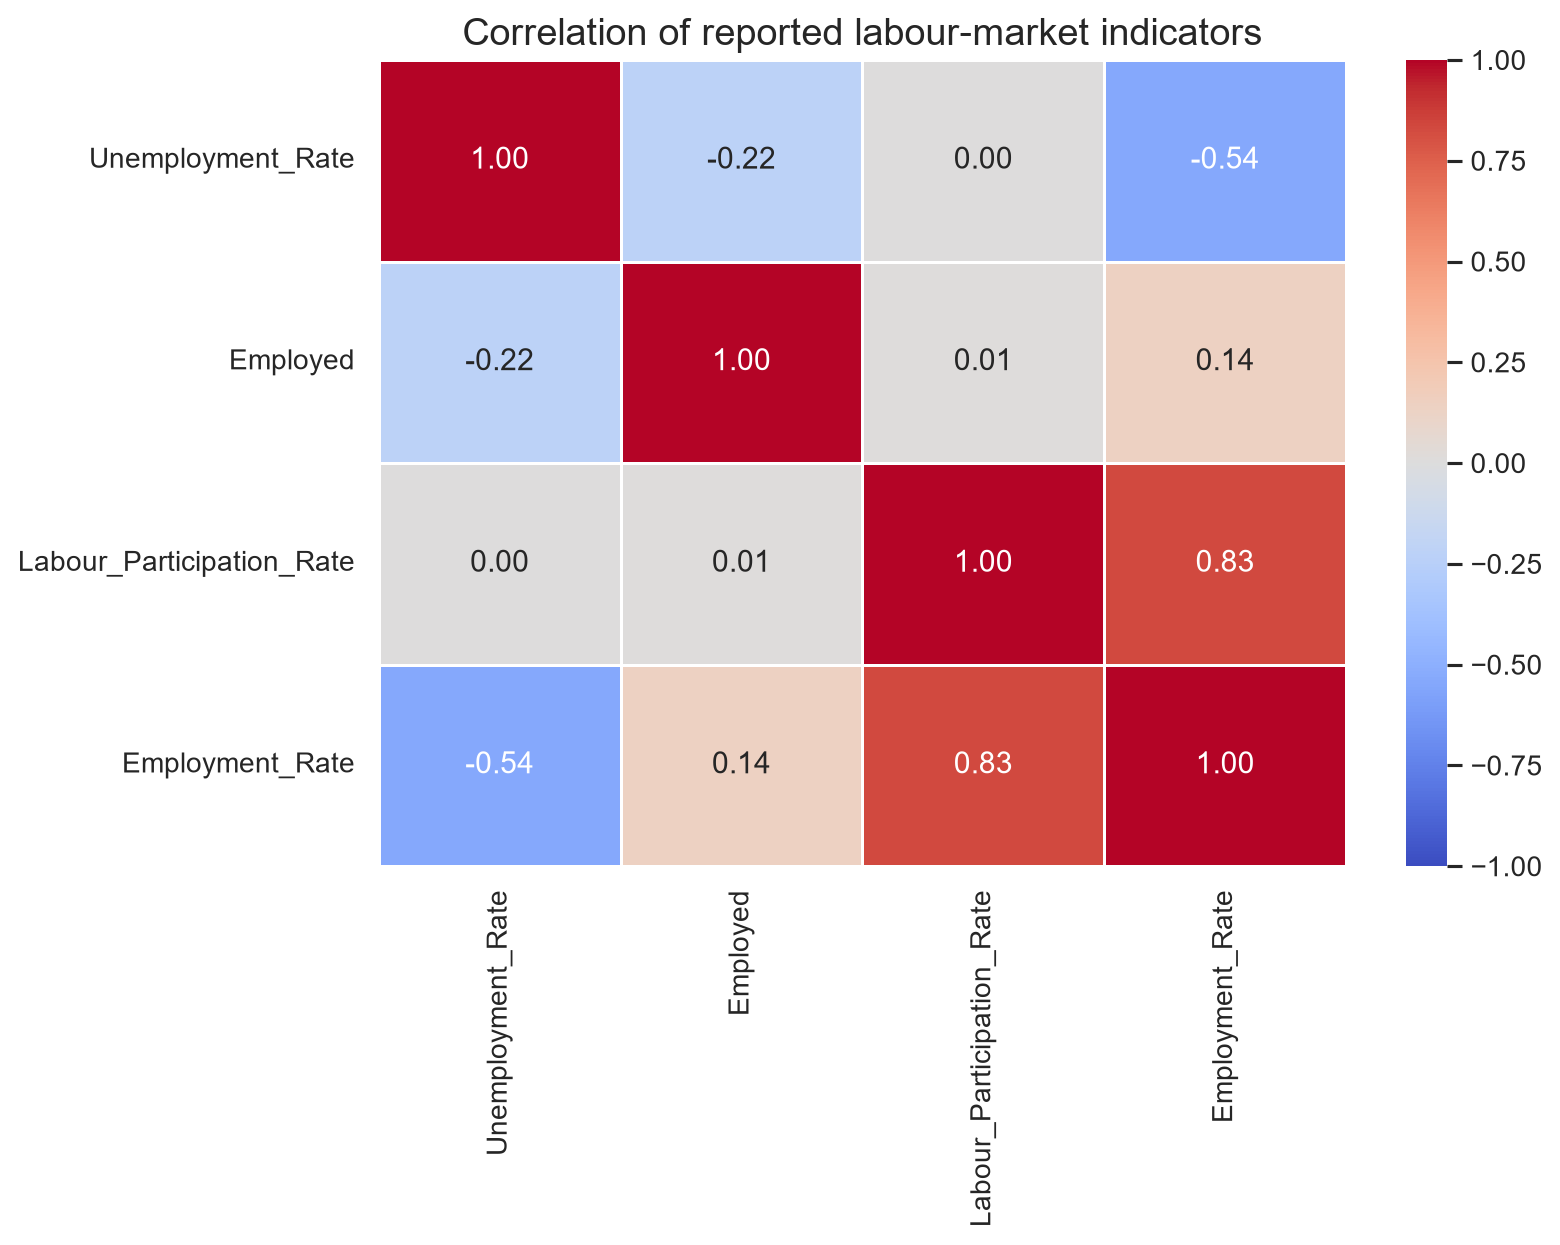 Correlation of reported labour-market indicators
Unemployment_Rate 1.00 -0.22 0.00 -0.54
Employed -0.22 1.00 0.01 0.14
Labour_Participation_Rate 0.00 0.01 1.00 0.83
Employment_Rate -0.54 0.14 0.83 1.00
Unemployment_Rate
Employed
Labour_Participation_Rate
Employment_Rate
1.00
0.75
0.50
0.25
0.00
−0.25
−0.50
−0.75
−1.00